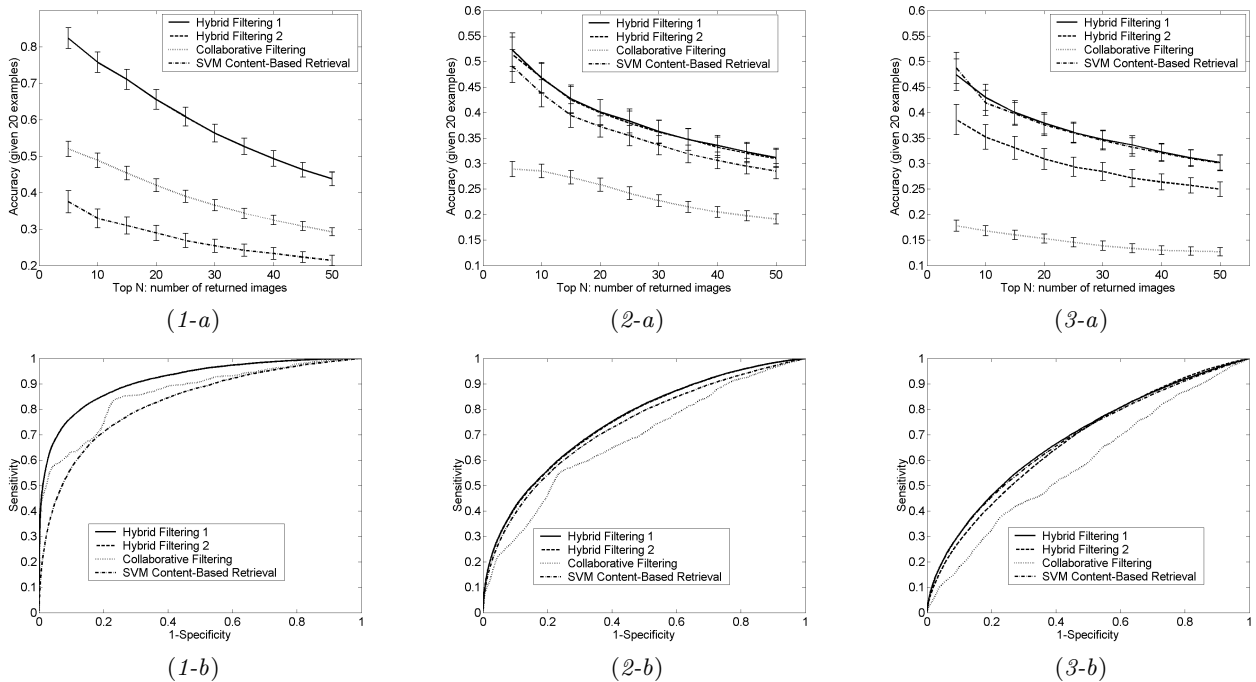 Accuracy (given 20 examples)
0.8
0.7
0.6
0.5
0.4
0.3
0.2
Hybrid Filtering 1
Hybrid Filtering 2
Collaborative Filtering
SVM Content-Based Retrieval
0 10 20 30 40 50
Top N: number of returned images
(1-a)
Accuracy (given 20 examples)
0.6
0.55
0.5
0.45
0.4
0.35
0.3
0.25
0.2
0.15
0.1
Hybrid Filtering 1
Hybrid Filtering 2
Collaborative Filtering
SVM Content-Based Retrieval
0 10 20 30 40 50
Top N: number of returned images
(2-a)
Accuracy (given 20 examples)
0.6
0.55
0.5
0.45
0.4
0.35
0.3
0.25
0.2
0.15
0.1
Hybrid Filtering 1
Hybrid Filtering 2
Collaborative Filtering
SVM Content-Based Retrieval
0 10 20 30 40 50
Top N: number of returned images
(3-a)
Sensitivity
1
0.9
0.8
0.7
0.6
0.5
0.4
0.3
0.2
0.1
0
Hybrid Filtering 1
Hybrid Filtering 2
Collaborative Filtering
SVM Content-Based Retrieval
0 0.2 0.4 0.6 0.8 1
1-Specificity
(1-b)
Sensitivity
1
0.9
0.8
0.7
0.6
0.5
0.4
0.3
0.2
0.1
0
Hybrid Filtering 1
Hybrid Filtering 2
Collaborative Filtering
SVM Content-Based Retrieval
0 0.2 0.4 0.6 0.8 1
1-Specificity
(2-b)
Sensitivity
1
0.9
0.8
0.7
0.6
0.5
0.4
0.3
0.2
0.1
0
Hybrid Filtering 1
Hybrid Filtering 2
Collaborative Filtering
SVM Content-Based Retrieval
0 0.2 0.4 0.6 0.8 1
1-Specificity
(3-b)